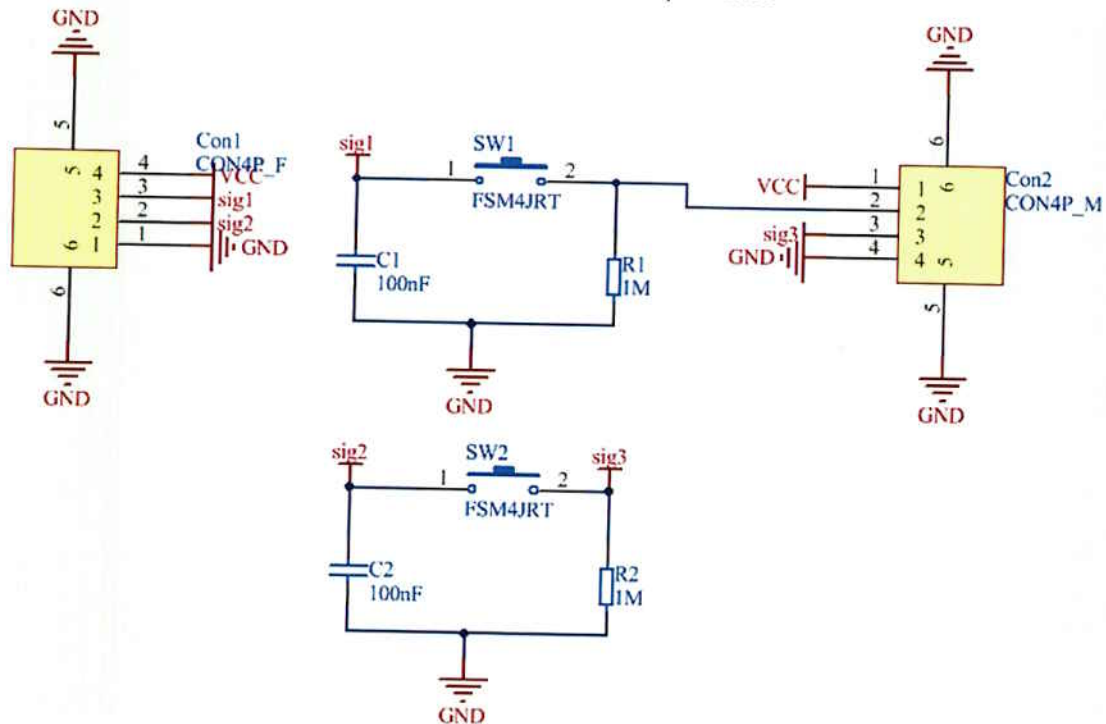 GND
5
Con1
CON4P_F
5 4
4
VCC
3
3
sig1
2
2
sig2
6 1
1
GND
6
GND
sig1
1
SW1
2
FSM4JRT
C1
100nF
R1
1M
GND
GND
6
VCC
1
1
6
Con2
CON4P_M
2
2
sig3
3
3
GND
4
4
5
5
GND
sig2
1
SW2
2
sig3
FSM4JRT
C2
100nF
R2
1M
GND